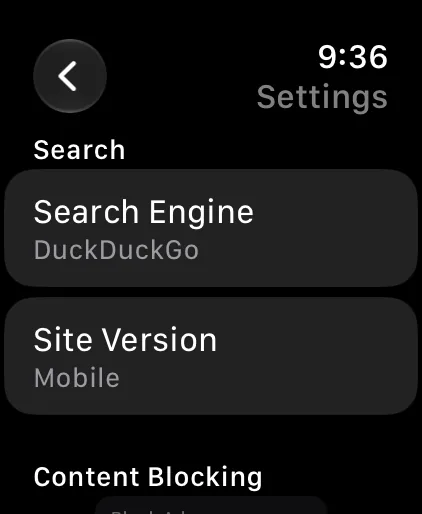 9:36
Settings
Search
Search Engine
DuckDuckGo
Site Version
Mobile
Content Blocking